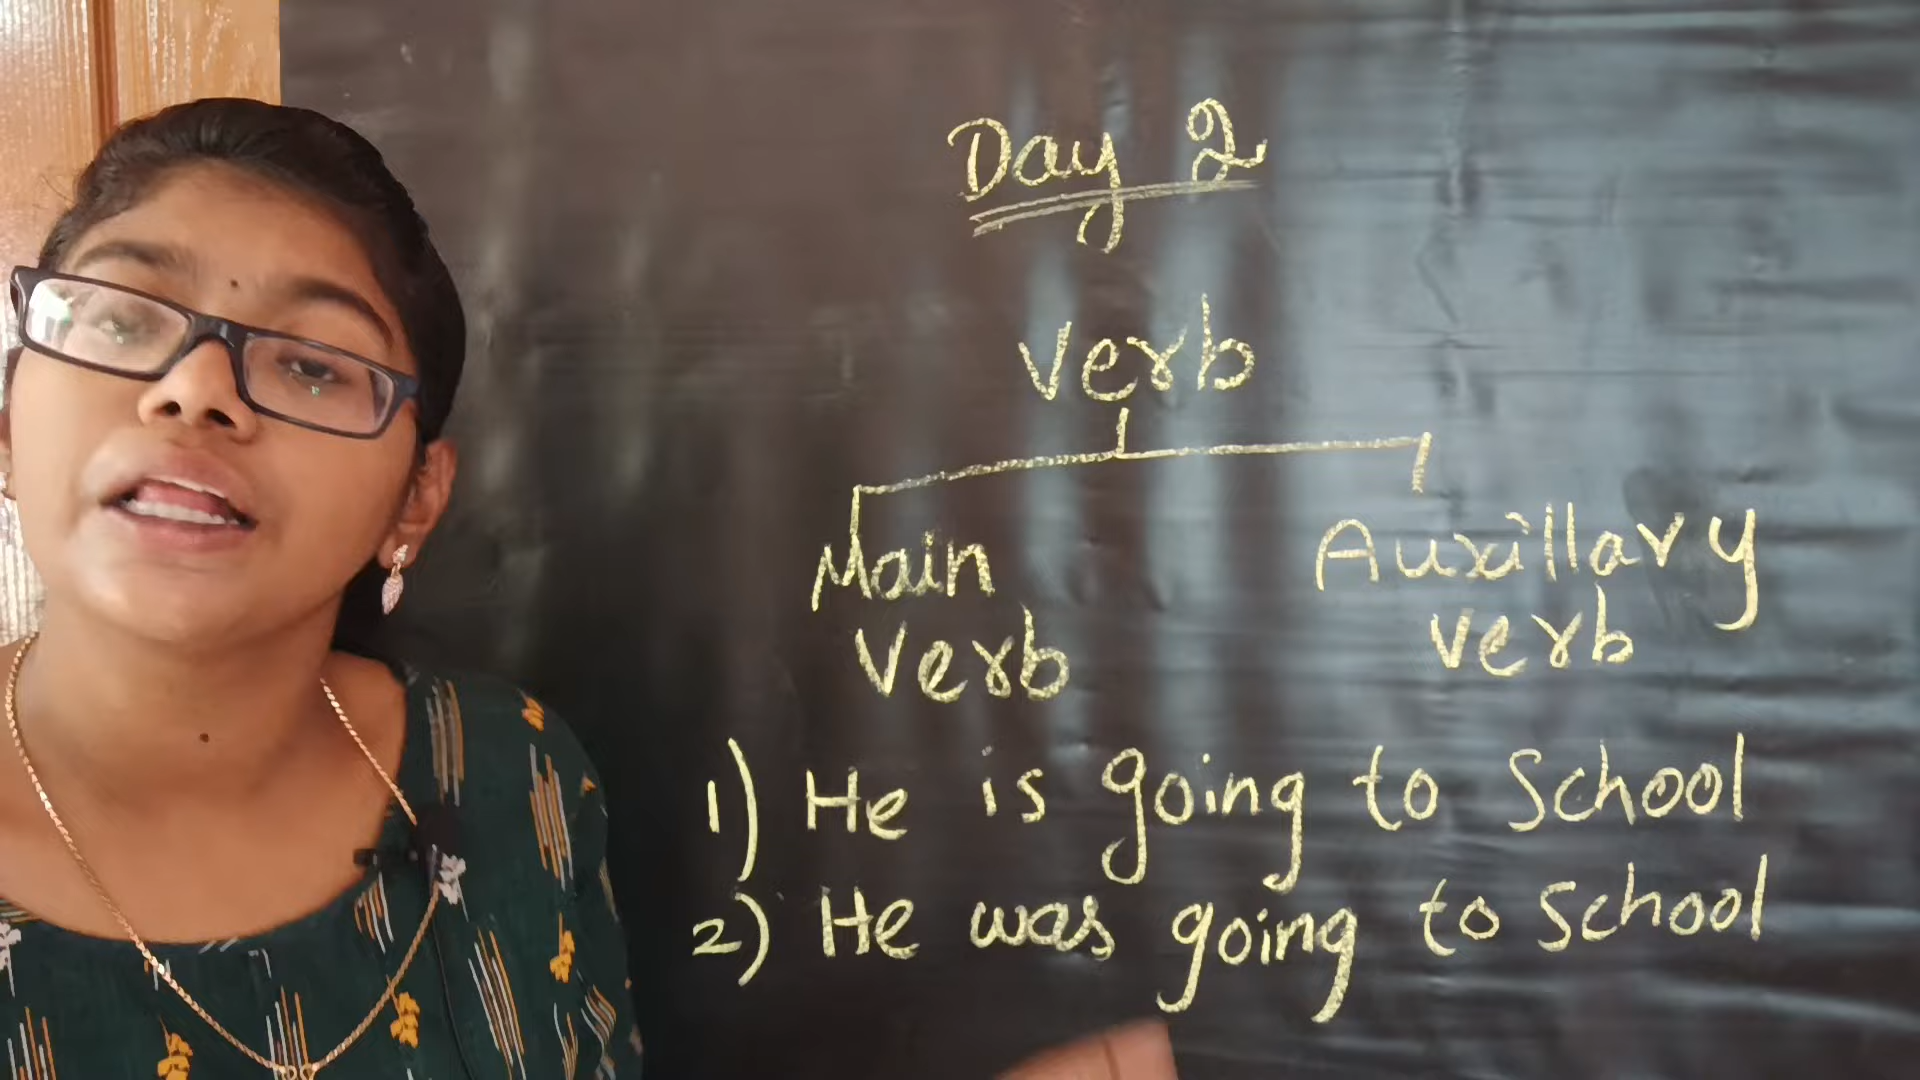 Day 2
Verb
Main
Verb
Auxillary
verb
1) He is going to School
2) He was going to School